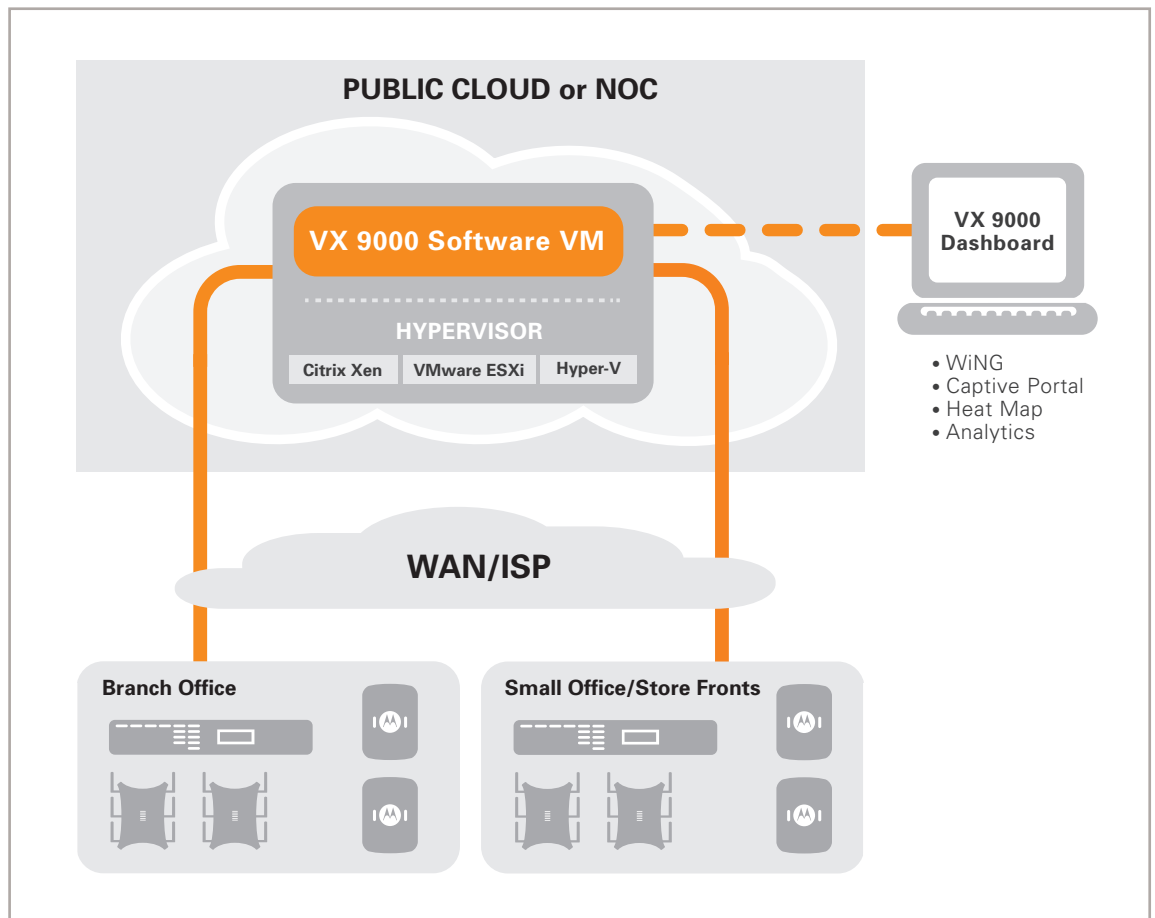 PUBLIC CLOUD or NOC
VX 9000 Software VM
HYPERVISOR
Citrix Xen
VMware ESXi
Hyper-V
VX 9000
Dashboard
• WiNG
• Captive Portal
• Heat Map
• Analytics
WAN/ISP
Branch Office
Small Office/Store Fronts